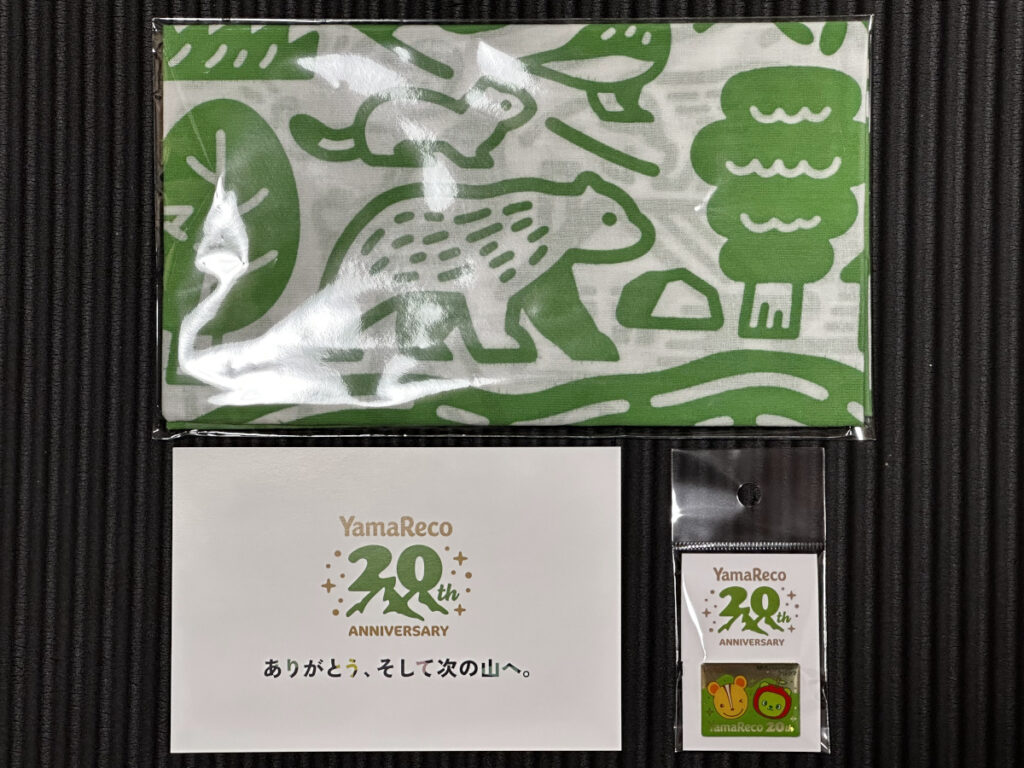 YamaReco
20th
ANNIVERSARY
ありがとう、そして次の山へ。
YamaReco
20th
ANNIVERSARY
YamaReco 20th